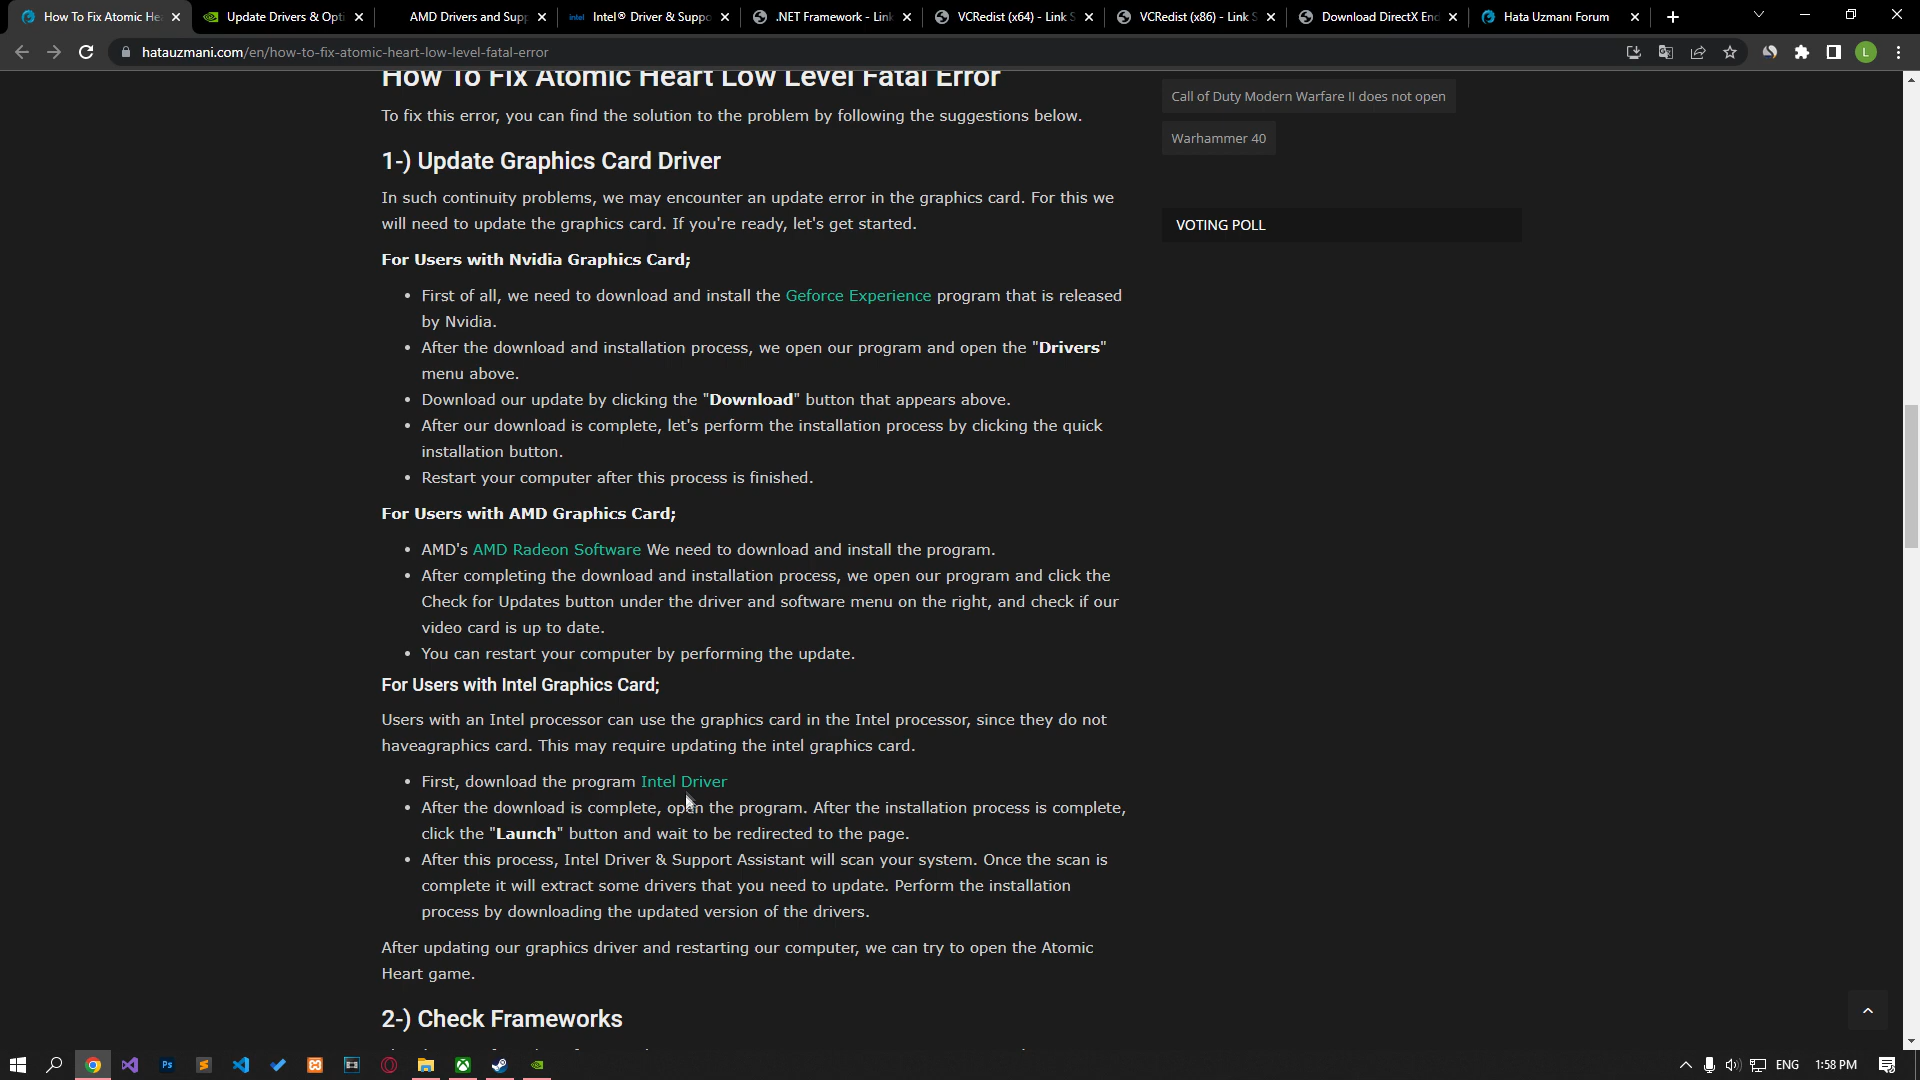 How To Fix Atomic He
Update Drivers & Opti
AMD Drivers and Supp
intel Intel® Driver & Suppo
.NET Framework - Link
VCRedist (x64) - Link S
VCRedist (x86) - Link S
Download DirectX End
Hata Uzmanı Forum
hatauzmani.com/en/how-to-fix-atomic-heart-low-level-fatal-error
L
How To Fix Atomic Heart Low Level Fatal Error
To fix this error, you can find the solution to the problem by following the suggestions below.
1-) Update Graphics Card Driver
In such continuity problems, we may encounter an update error in the graphics card. For this we
will need to update the graphics card. If you're ready, let's get started.
For Users with Nvidia Graphics Card;
• First of all, we need to download and install the Geforce Experience program that is released
by Nvidia.
• After the download and installation process, we open our program and open the "Drivers"
menu above.
• Download our update by clicking the "Download" button that appears above.
• After our download is complete, let's perform the installation process by clicking the quick
installation button.
• Restart your computer after this process is finished.
For Users with AMD Graphics Card;
• AMD's AMD Radeon Software We need to download and install the program.
• After completing the download and installation process, we open our program and click the
Check for Updates button under the driver and software menu on the right, and check if our
video card is up to date.
• You can restart your computer by performing the update.
For Users with Intel Graphics Card;
Users with an Intel processor can use the graphics card in the Intel processor, since they do not
haveagraphics card. This may require updating the intel graphics card.
• First, download the program Intel Driver
• After the download is complete, open the program. After the installation process is complete,
click the "Launch" button and wait to be redirected to the page.
• After this process, Intel Driver & Support Assistant will scan your system. Once the scan is
complete it will extract some drivers that you need to update. Perform the installation
process by downloading the updated version of the drivers.
After updating our graphics driver and restarting our computer, we can try to open the Atomic
Heart game.
2-) Check Frameworks
Call of Duty Modern Warfare II does not open
Warhammer 40
VOTING POLL
Ps
ENG
1:58 PM